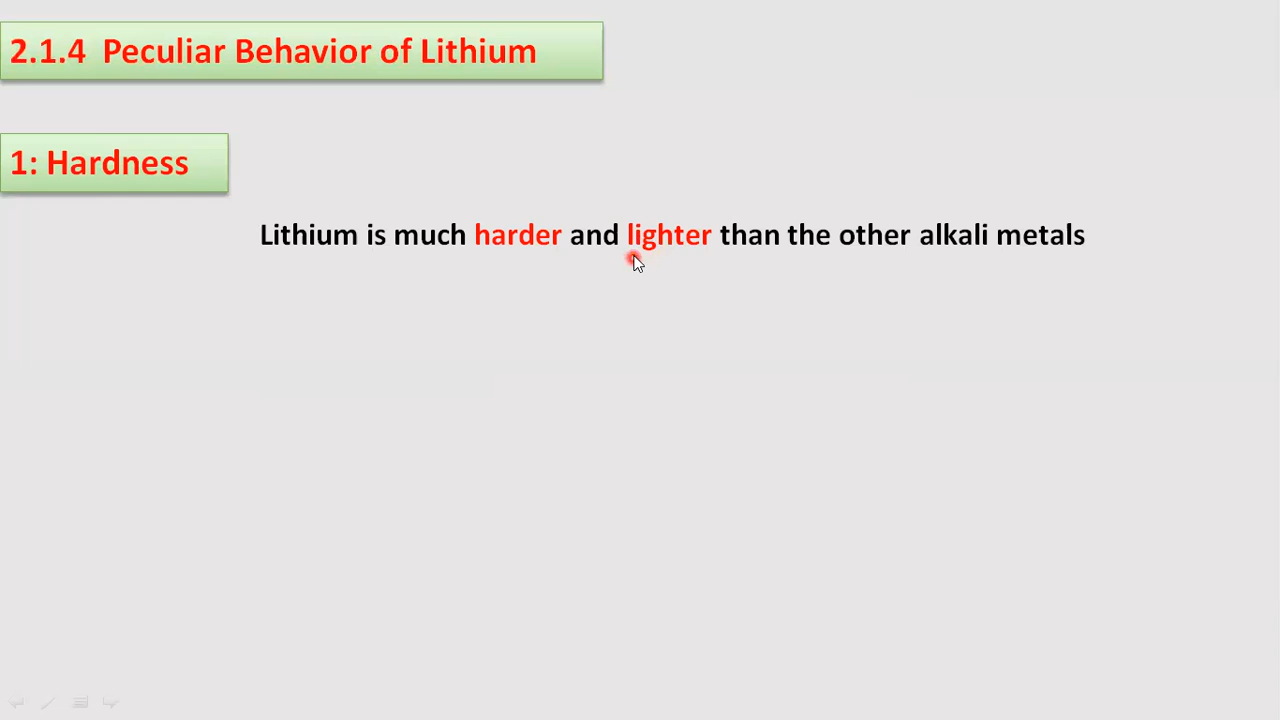 2.1.4 Peculiar Behavior of Lithium
1: Hardness
Lithium is much harder and lighter than the other alkali metals